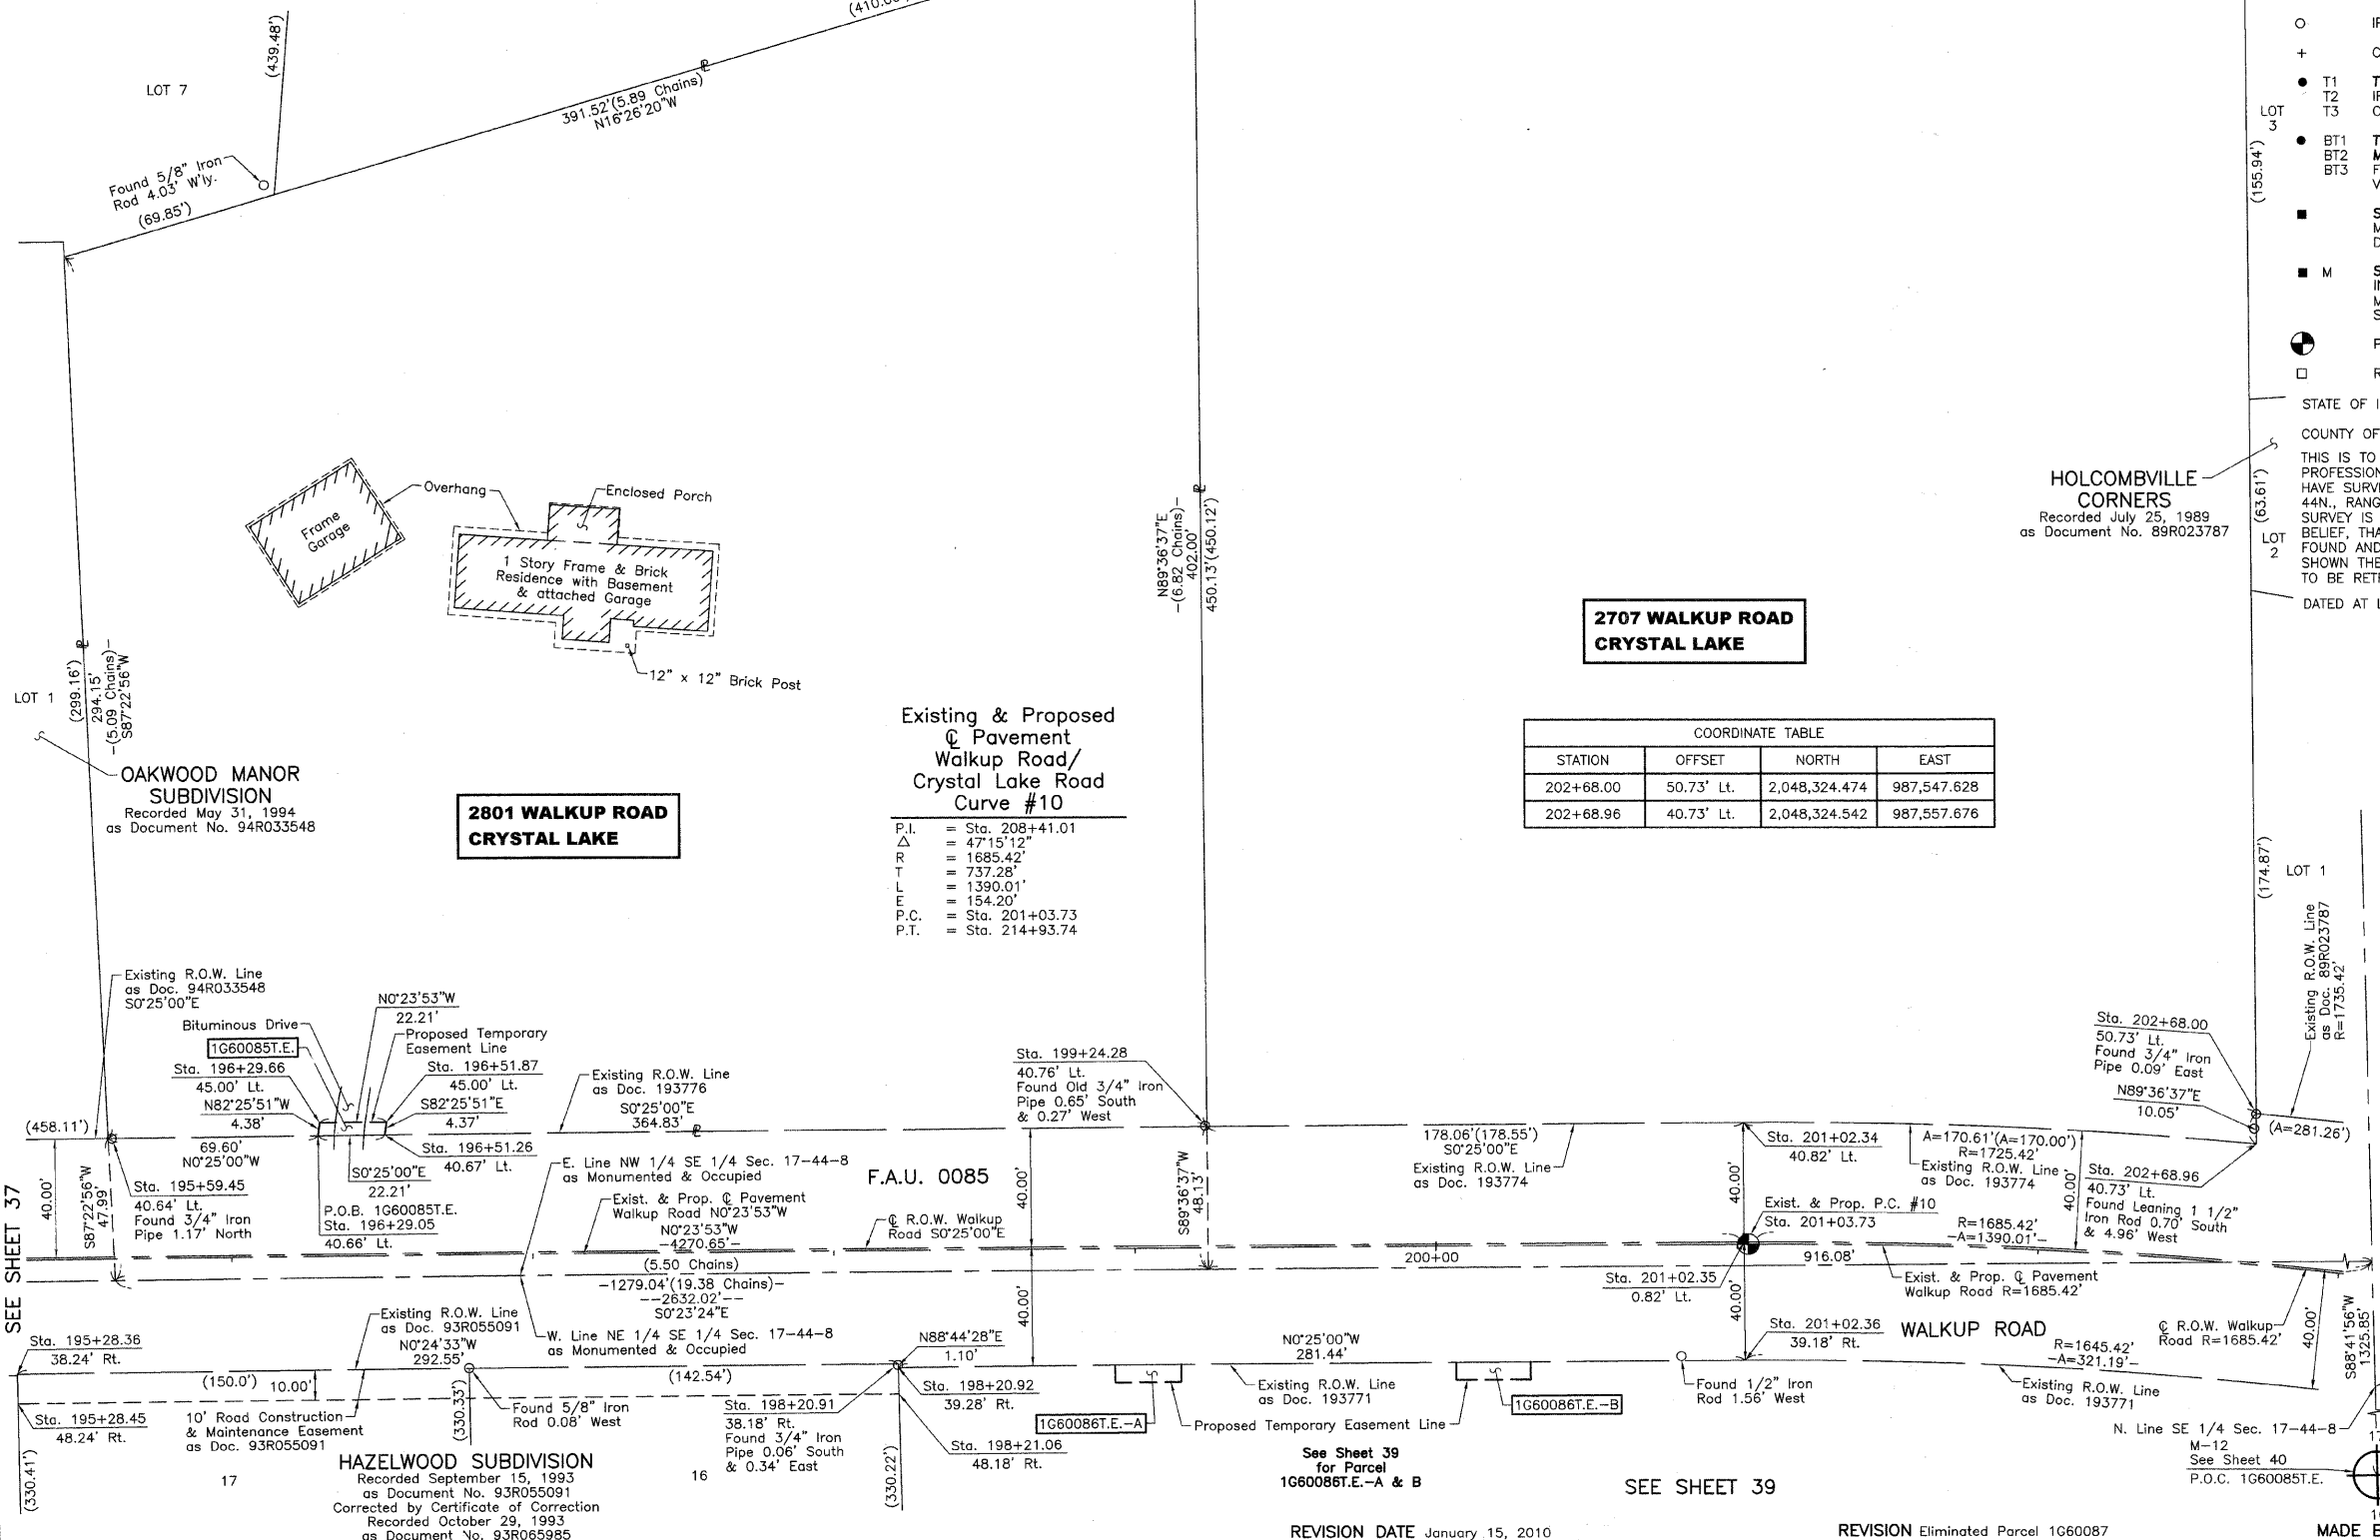 (439.48')
LOT 7
391.52'(5.89 Chains)
N16°26'20"W
Found 5/8" Iron
Rod 4.03' W'ly.
(69.85')
LOT
3
(155.94')
T1
T2
T3
BT1
BT2
BT3
M
STATE OF
COUNTY OF
THIS IS TO
HAVE
44N.,
SURVEY IS
BELIEF,
FOUND AND
SHOWN
TO BE
DATED AT
Overhang
Enclosed Porch
Frame
Garage
1 Story Frame & Brick
Residence with Basement
& attached Garage
12" x 12" Brick Post
N89°36'37"E
-(6.82 Chains)-
402.00'
450.13'(450.12')
HOLCOMBVILLE
CORNERS
Recorded July 25, 1989
as Document No. 89R023787
(63.61')
LOT
2
2707 WALKUP ROAD
CRYSTAL LAKE
LOT 1
(299.16')
294.15'
-(5.09 Chains)-
S87°22'56"W
OAKWOOD MANOR
SUBDIVISION
Recorded May 31, 1994
as Document No. 94R033548
2801 WALKUP ROAD
CRYSTAL LAKE
Existing & Proposed
℄ Pavement
Walkup Road/
Crystal Lake Road
Curve #10
P.I. = Sta. 208+41.01
△ = 47°15'12"
R = 1685.42'
T = 737.28'
L = 1390.01'
E = 154.20'
P.C. = Sta. 201+03.73
P.T. = Sta. 214+93.74
COORDINATE TABLE
STATION OFFSET NORTH EAST
202+68.00 50.73' Lt. 2,048,324.474 987,547.628
202+68.96 40.73' Lt. 2,048,324.542 987,557.676
(174.87')
LOT 1
Existing R.O.W. Line
as Doc. 89R023787
R=1735.42'
Existing R.O.W. Line
as Doc. 94R033548
S0°25'00"E
Bituminous Drive
1G60085T.E.
N0°23'53"W
22.21'
Proposed Temporary
Easement Line
Sta. 196+29.66
45.00' Lt.
N82°25'51"W
4.38'
Sta. 196+51.87
45.00' Lt.
S82°25'51"E
4.37'
Existing R.O.W. Line
as Doc. 193776
S0°25'00"E
364.83'
Sta. 199+24.28
40.76' Lt.
Found Old 3/4" Iron
Pipe 0.65' South
& 0.27' West
Sta. 202+68.00
50.73' Lt.
Found 3/4" Iron
Pipe 0.09' East
N89°36'37"E
10.05'
(A=281.26')
(458.11')
69.60'
N0°25'00"W
S0°25'00"E
22.21'
Sta. 196+51.26
40.67' Lt.
178.06'(178.55')
S0°25'00"E
Existing R.O.W. Line
as Doc. 193774
Sta. 201+02.34
40.82' Lt.
A=170.61'(A=170.00')
R=1725.42'
Existing R.O.W. Line
as Doc. 193774
Sta. 202+68.96
40.73' Lt.
Found Leaning 1 1/2"
Iron Rod 0.70' South
& 4.96' West
SEE SHEET 37
40.00'
S87°22'56"W
47.99'
Sta. 195+59.45
40.64' Lt.
Found 3/4" Iron
Pipe 1.17' North
P.O.B. 1G60085T.E.
Sta. 196+29.05
40.66' Lt.
E. Line NW 1/4 SE 1/4 Sec. 17-44-8
as Monumented & Occupied
F.A.U. 0085
Exist. & Prop. ℄ Pavement
Walkup Road N0°23'53"W
N0°23'53"W
-4270.65'-
℄ R.O.W. Walkup
Road S0°25'00"E
40.00'
S89°36'37"W
48.13'
40.00'
Exist. & Prop. P.C. #10
Sta. 201+03.73
R=1685.42'
-A=1390.01'-
40.00'
(5.50 Chains)
200+00
916.08'
-1279.04'(19.38 Chains)-
--2632.02'--
S0°23'24"E
W. Line NE 1/4 SE 1/4 Sec. 17-44-8
as Monumented & Occupied
40.00'
Sta. 201+02.35
0.82' Lt.
40.00'
Exist. & Prop. ℄ Pavement
Walkup Road R=1685.42'
Existing R.O.W. Line
as Doc. 93R055091
N0°24'33"W
292.55'
Sta. 195+28.36
38.24' Rt.
N88°44'28"E
1.10'
N0°25'00"W
281.44'
Sta. 201+02.36
39.18' Rt.
WALKUP ROAD
℄ R.O.W. Walkup
Road R=1685.42'
40.00'
S88°41'56"W
1325.85'
R=1645.42'
-A=321.19'-
(150.0')
10.00'
(142.54')
Sta. 198+20.92
39.28' Rt.
Existing R.O.W. Line
as Doc. 193771
Found 1/2" Iron
Rod 1.56' West
Existing R.O.W. Line
as Doc. 193771
Sta. 195+28.45
48.24' Rt.
10' Road Construction
& Maintenance Easement
as Doc. 93R055091
(330.33')
Found 5/8" Iron
Rod 0.08' West
Sta. 198+20.91
38.18' Rt.
Found 3/4" Iron
Pipe 0.06' South
& 0.34' East
1G60086T.E.-A
Proposed Temporary Easement Line
1G60086T.E.-B
Sta. 198+21.06
48.18' Rt.
N. Line SE 1/4 Sec. 17-44-8
M-12
See Sheet 40
P.O.C. 1G60085T.E.
(330.41')
17
HAZELWOOD SUBDIVISION
Recorded September 15, 1993
as Document No. 93R055091
Corrected by Certificate of Correction
Recorded October 29, 1993
as Document No. 93R065985
16
(330.22')
See Sheet 39
for Parcel
1G60086T.E.-A & B
SEE SHEET 39
REVISION DATE January 15, 2010
REVISION Eliminated Parcel 1G60087
MADE